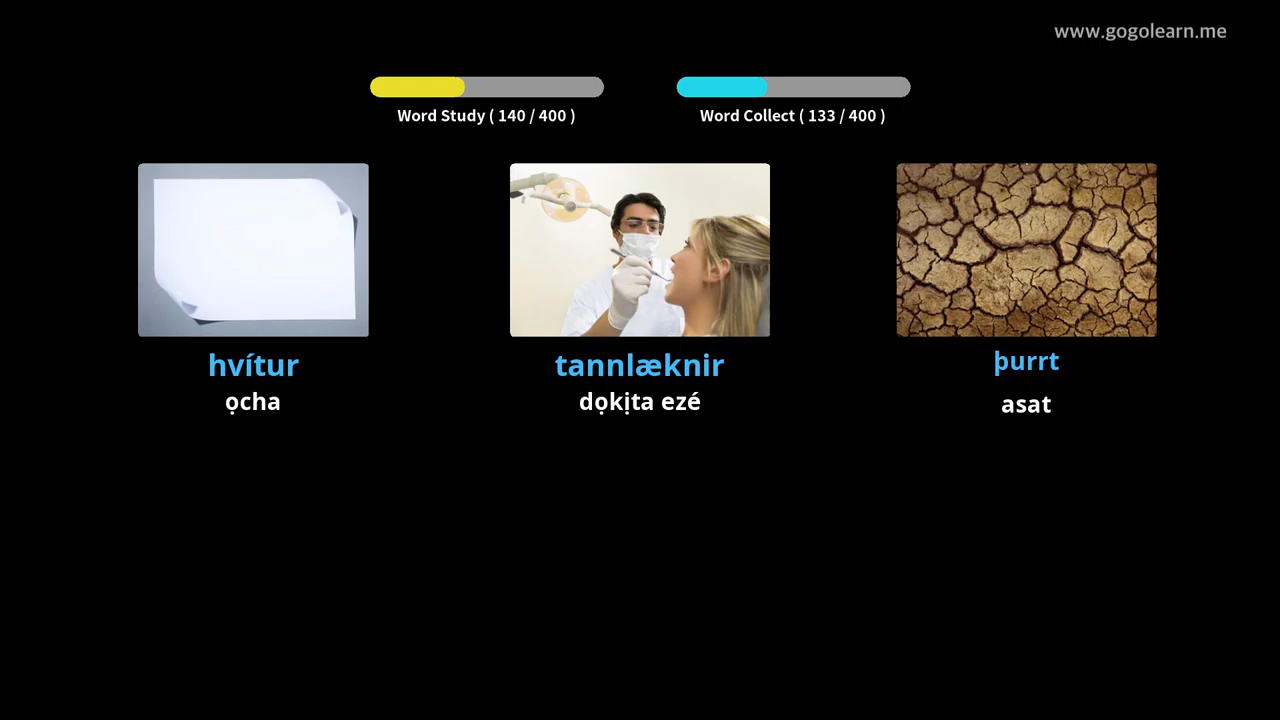 www.gogolearn.me
Word Study ( 140 / 400 )
Word Collect ( 133 / 400 )
hvítur
ọcha
tannlæknir
dọkịta ezé
þurrt
asat